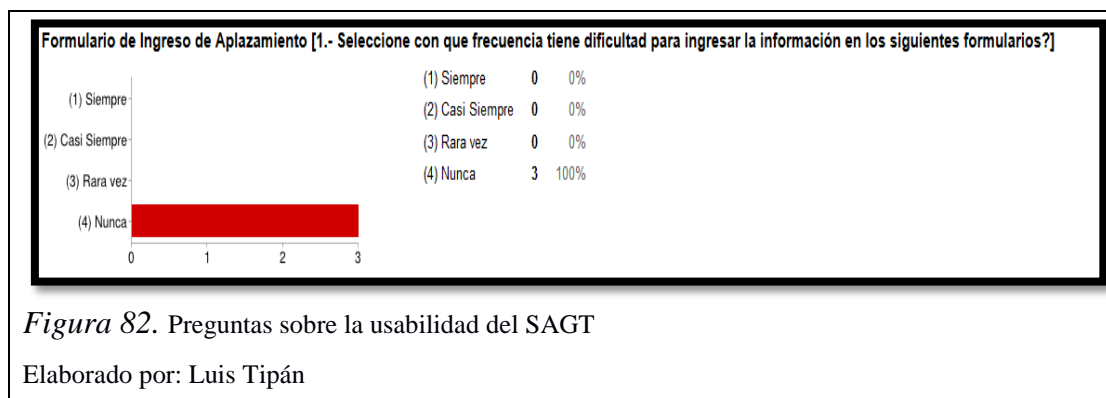 Formulario de Ingreso de Aplazamiento [1.- Seleccione con que frecuencia tiene dificultad para ingresar la información en los siguientes formularios?]
(1) Siempre
(2) Casi Siempre
(3) Rara vez
(4) Nunca
0 1 2 3
(1) Siempre 0 0%
(2) Casi Siempre 0 0%
(3) Rara vez 0 0%
(4) Nunca 3 100%
Figura 82. Preguntas sobre la usabilidad del SAGT
Elaborado por: Luis Tipán